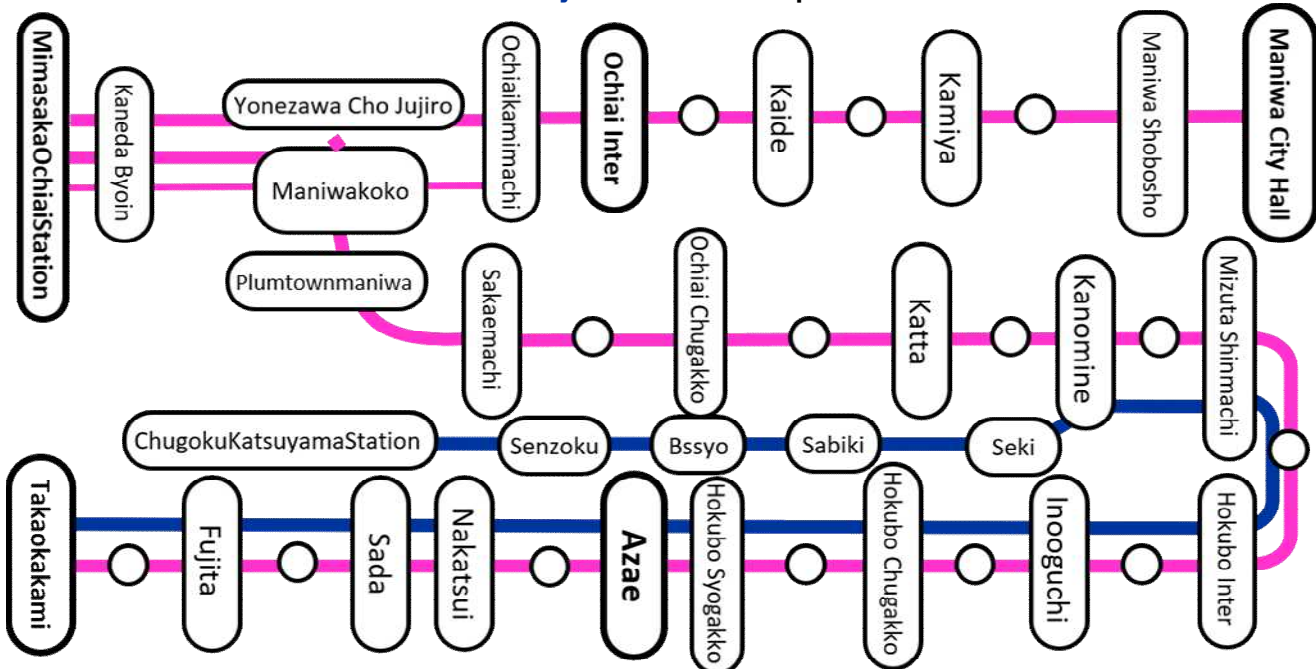 MimasakaOchiaiStation
Kaneda Byoin
Yonezawa Cho Jujiro
Maniwakoko
Plumtownmaniwa
Ochiaikamimachi
Ochiai Inter
Kaide
Kamiya
Maniwa Shobosho
Maniwa City Hall
Sakaemachi
Ochiai Chugakko
Katta
Kanomine
Mizuta Shinmachi
ChugokuKatsuyamaStation
Senzoku
Bssyo
Sabiki
Seki
Takaokakami
Fujita
Sada
Nakatsui
Azae
Hokubo Syogakko
Hokubo Chugakko
Inooguchi
Hokubo Inter